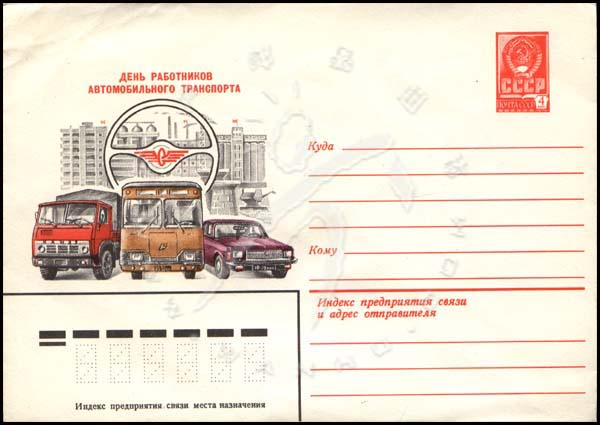 ДЕНЬ РАБОТНИКОВ
АВТОМОБИЛЬНОГО ТРАНСПОРТА
СССР
ПОЧТА СССР 4
Куда
Кому
Индекс предприятия связи
и адрес отправителя
Индекс предприятия связи места назначения